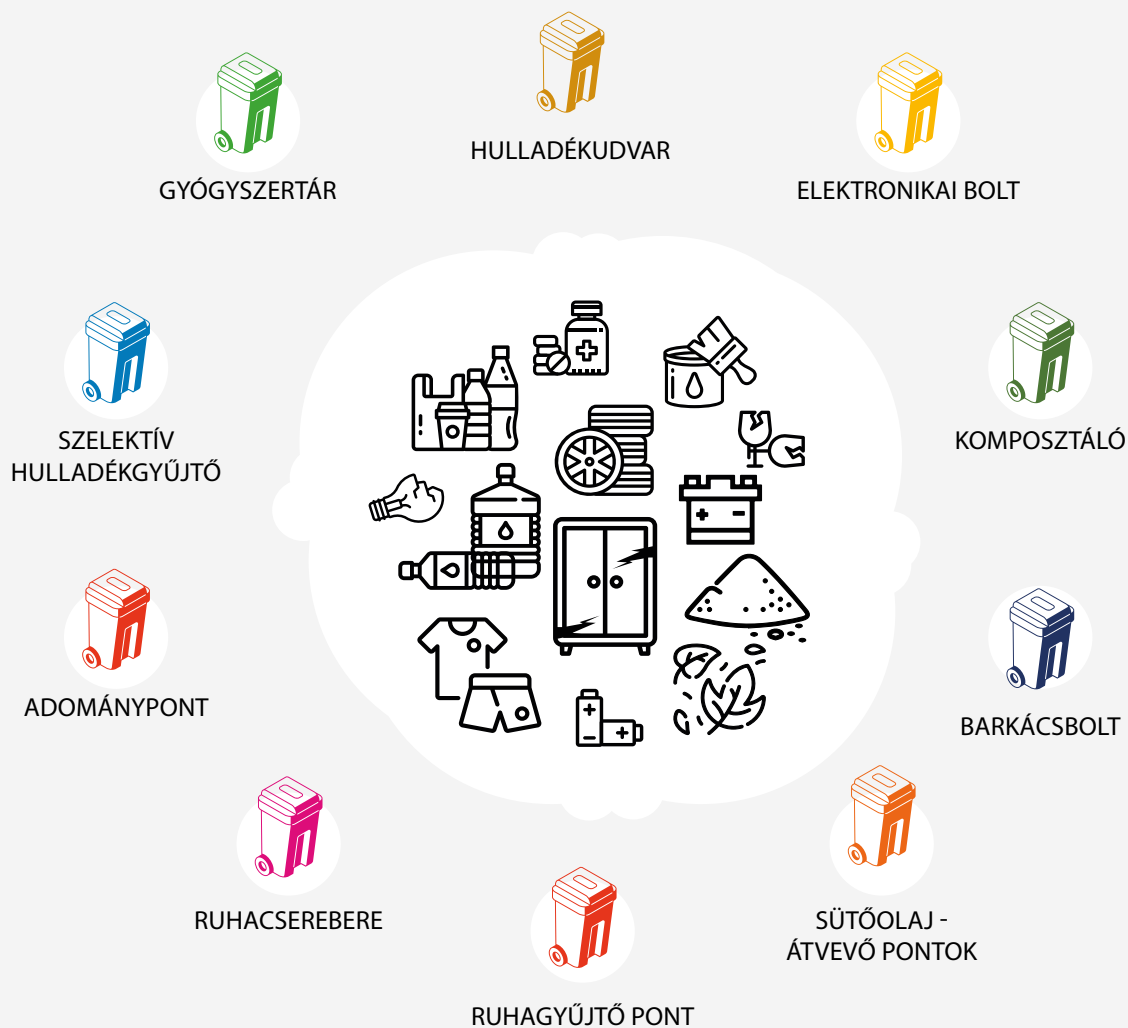 HULLADÉKUDVAR
GYÓGYSZERTÁR
ELEKTRONIKAI BOLT
SZELEKTÍV
HULLADÉKGYŰJTŐ
KOMPOSZTÁLÓ
ADOMÁNYPONT
BARKÁCSBOLT
RUHACSEREBERE
SÜTŐOLAJ -
ÁTVEVŐ PONTOK
RUHAGYŰJTŐ PONT